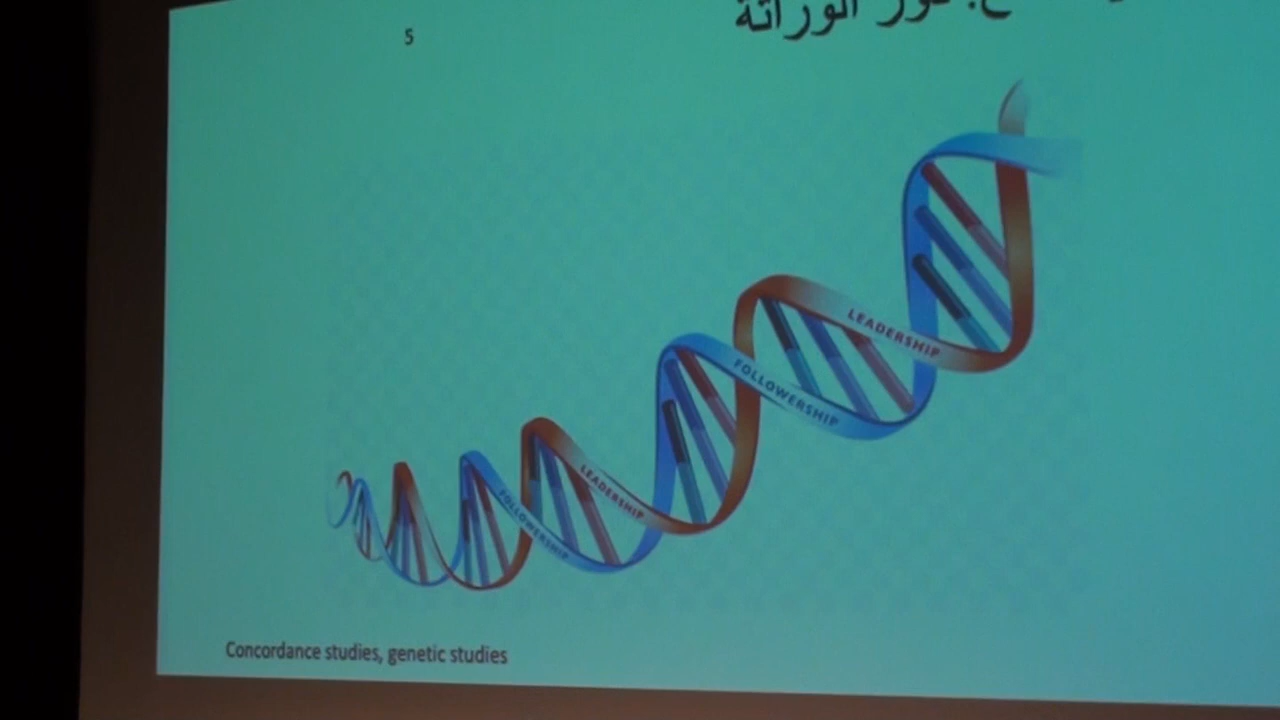 دور الوراثة
5
LEADERSHIP
FOLLOWERSHIP
LEADERSHIP
FOLLOWERSHIP
Concordance studies, genetic studies